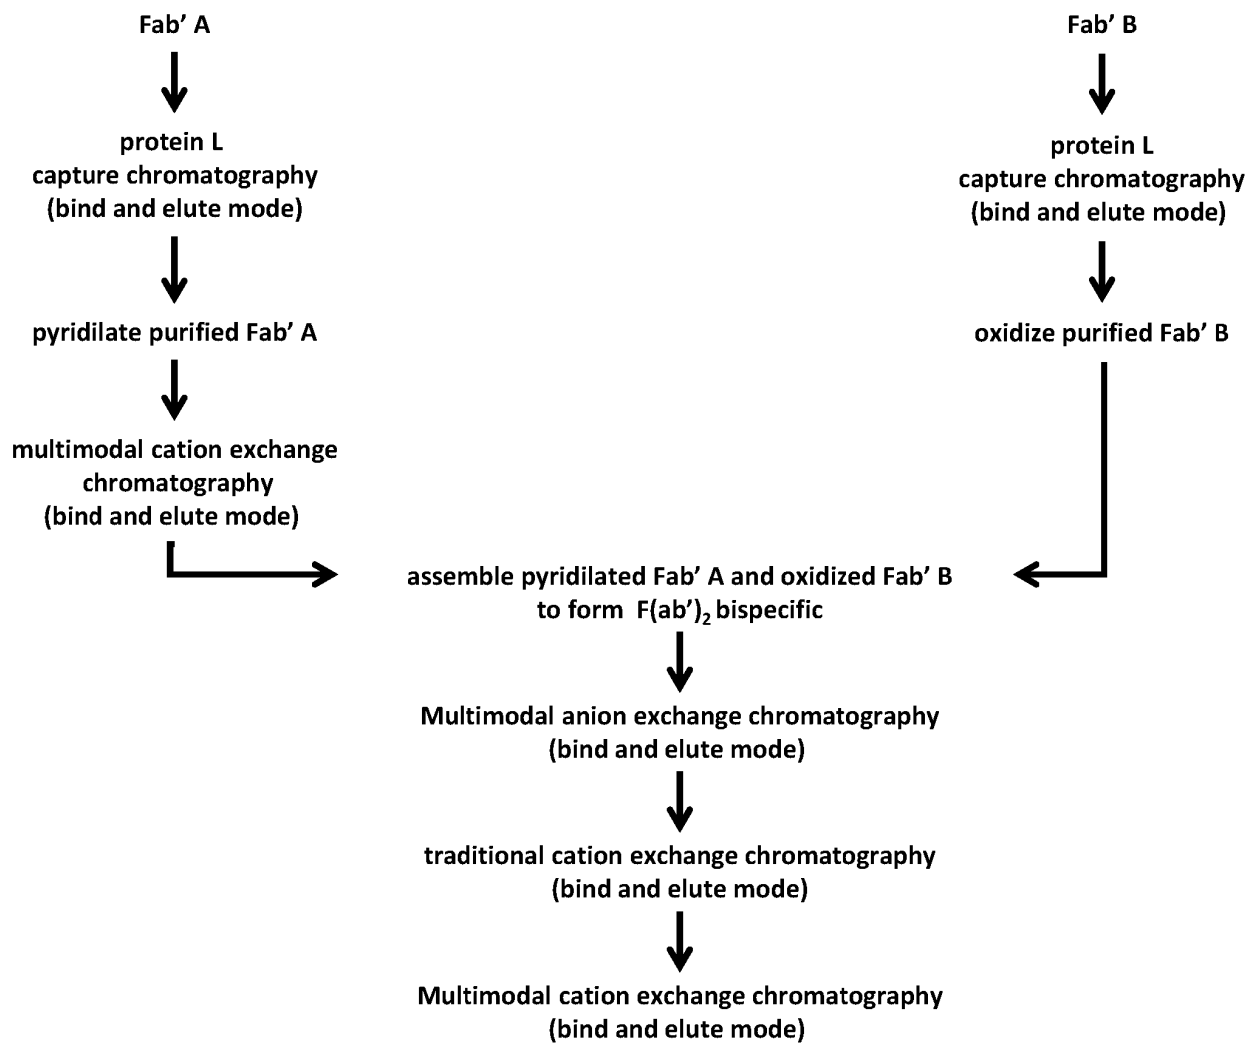 Fab’ A
protein L
capture chromatography
(bind and elute mode)
pyridilate purified Fab’ A
multimodal cation exchange
chromatography
(bind and elute mode)
Fab’ B
protein L
capture chromatography
(bind and elute mode)
oxidize purified Fab’ B
assemble pyridilated Fab’ A and oxidized Fab’ B
to form F(ab’)₂ bispecific
Multimodal anion exchange chromatography
(bind and elute mode)
traditional cation exchange chromatography
(bind and elute mode)
Multimodal cation exchange chromatography
(bind and elute mode)